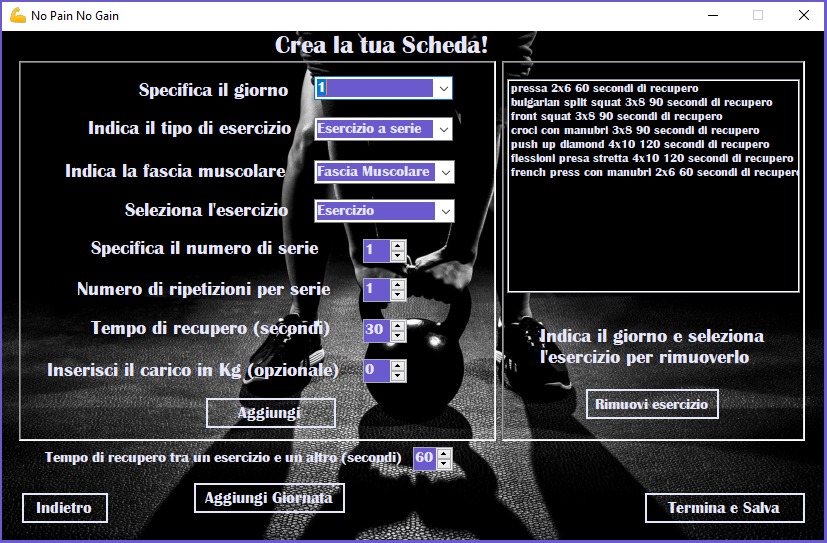 No Pain No Gain
Crea la tua Scheda!
Specifica il giorno
1
Indica il tipo di esercizio
Esercizio a serie
Indica la fascia muscolare
Fascia Muscolare
Seleziona l'esercizio
Esercizio
Specifica il numero di serie
1
Numero di ripetizioni per serie
1
Tempo di recupero (secondi)
30
Inserisci il carico in Kg (opzionale)
0
Aggiungi
pressa 2x6 60 secondi di recupero
bulgarian split squat 3x8 90 secondi di recupero
front squat 3x8 90 secondi di recupero
croci con manubri 3x8 90 secondi di recupero
push up diamond 4x10 120 secondi di recupero
flessioni presa stretta 4x10 120 secondi di recupero
french press con manubri 2x6 60 secondi di recupero
Indica il giorno e seleziona
l'esercizio per rimuoverlo
Rimuovi esercizio
Tempo di recupero tra un esercizio e un altro (secondi)
60
Indietro
Aggiungi Giornata
Termina e Salva